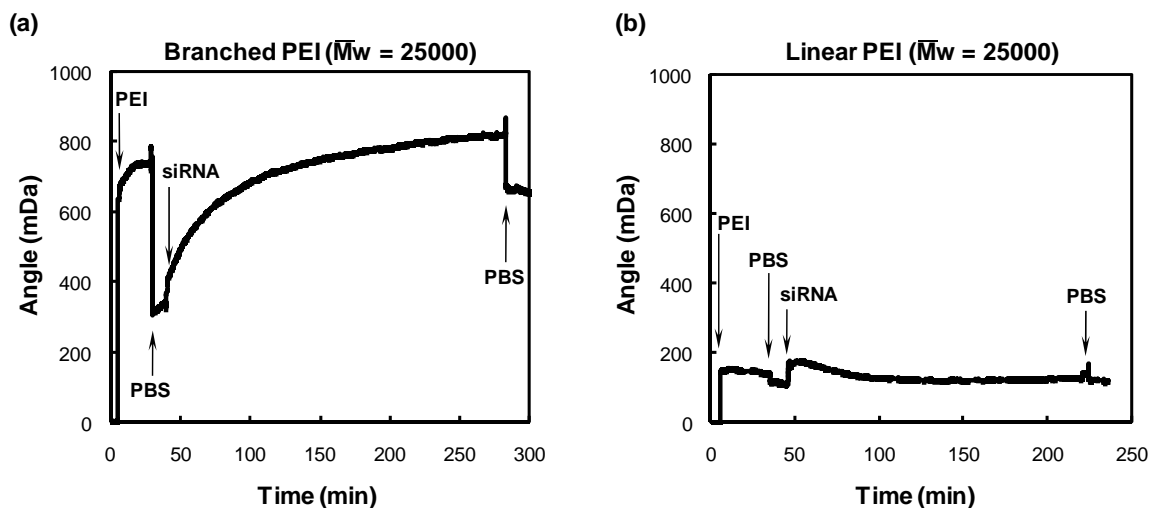 (a)
Branched PEI (M̅w = 25000)
1000
800
600
400
200
0
Angle (mDa)
PEI
siRNA
PBS
PBS
0 50 100 150 200 250 300
Time (min)
(b)
Linear PEI (M̅w = 25000)
1000
800
600
400
200
0
Angle (mDa)
PEI
PBS
siRNA
PBS
0 50 100 150 200 250
Time (min)